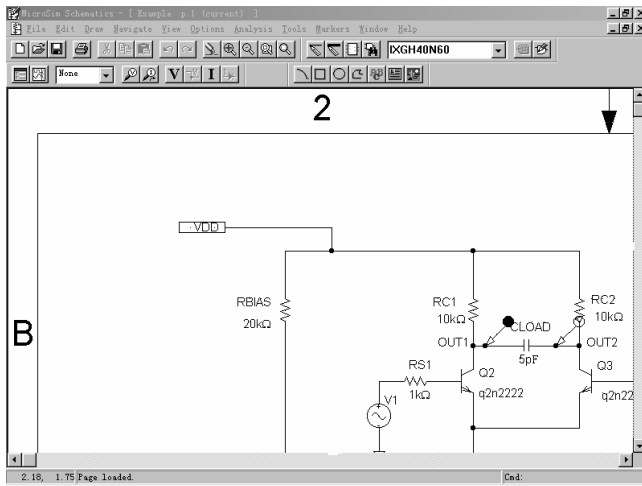 MicroSim Schematics - [ Example p 1 (current) ]
File Edit Draw Navigate View Options Analysis Tools Markers Window Help
IXGH40N60
None
V I
2
VDD
RBIAS
20kΩ
RC1
10kΩ
RC2
10kΩ
CLOAD
OUT1
OUT2
5pF
RS1
1kΩ
Q2
q2n2222
Q3
q2n22
V1
B
2.18, 1.75 Page loaded.
Cmd: